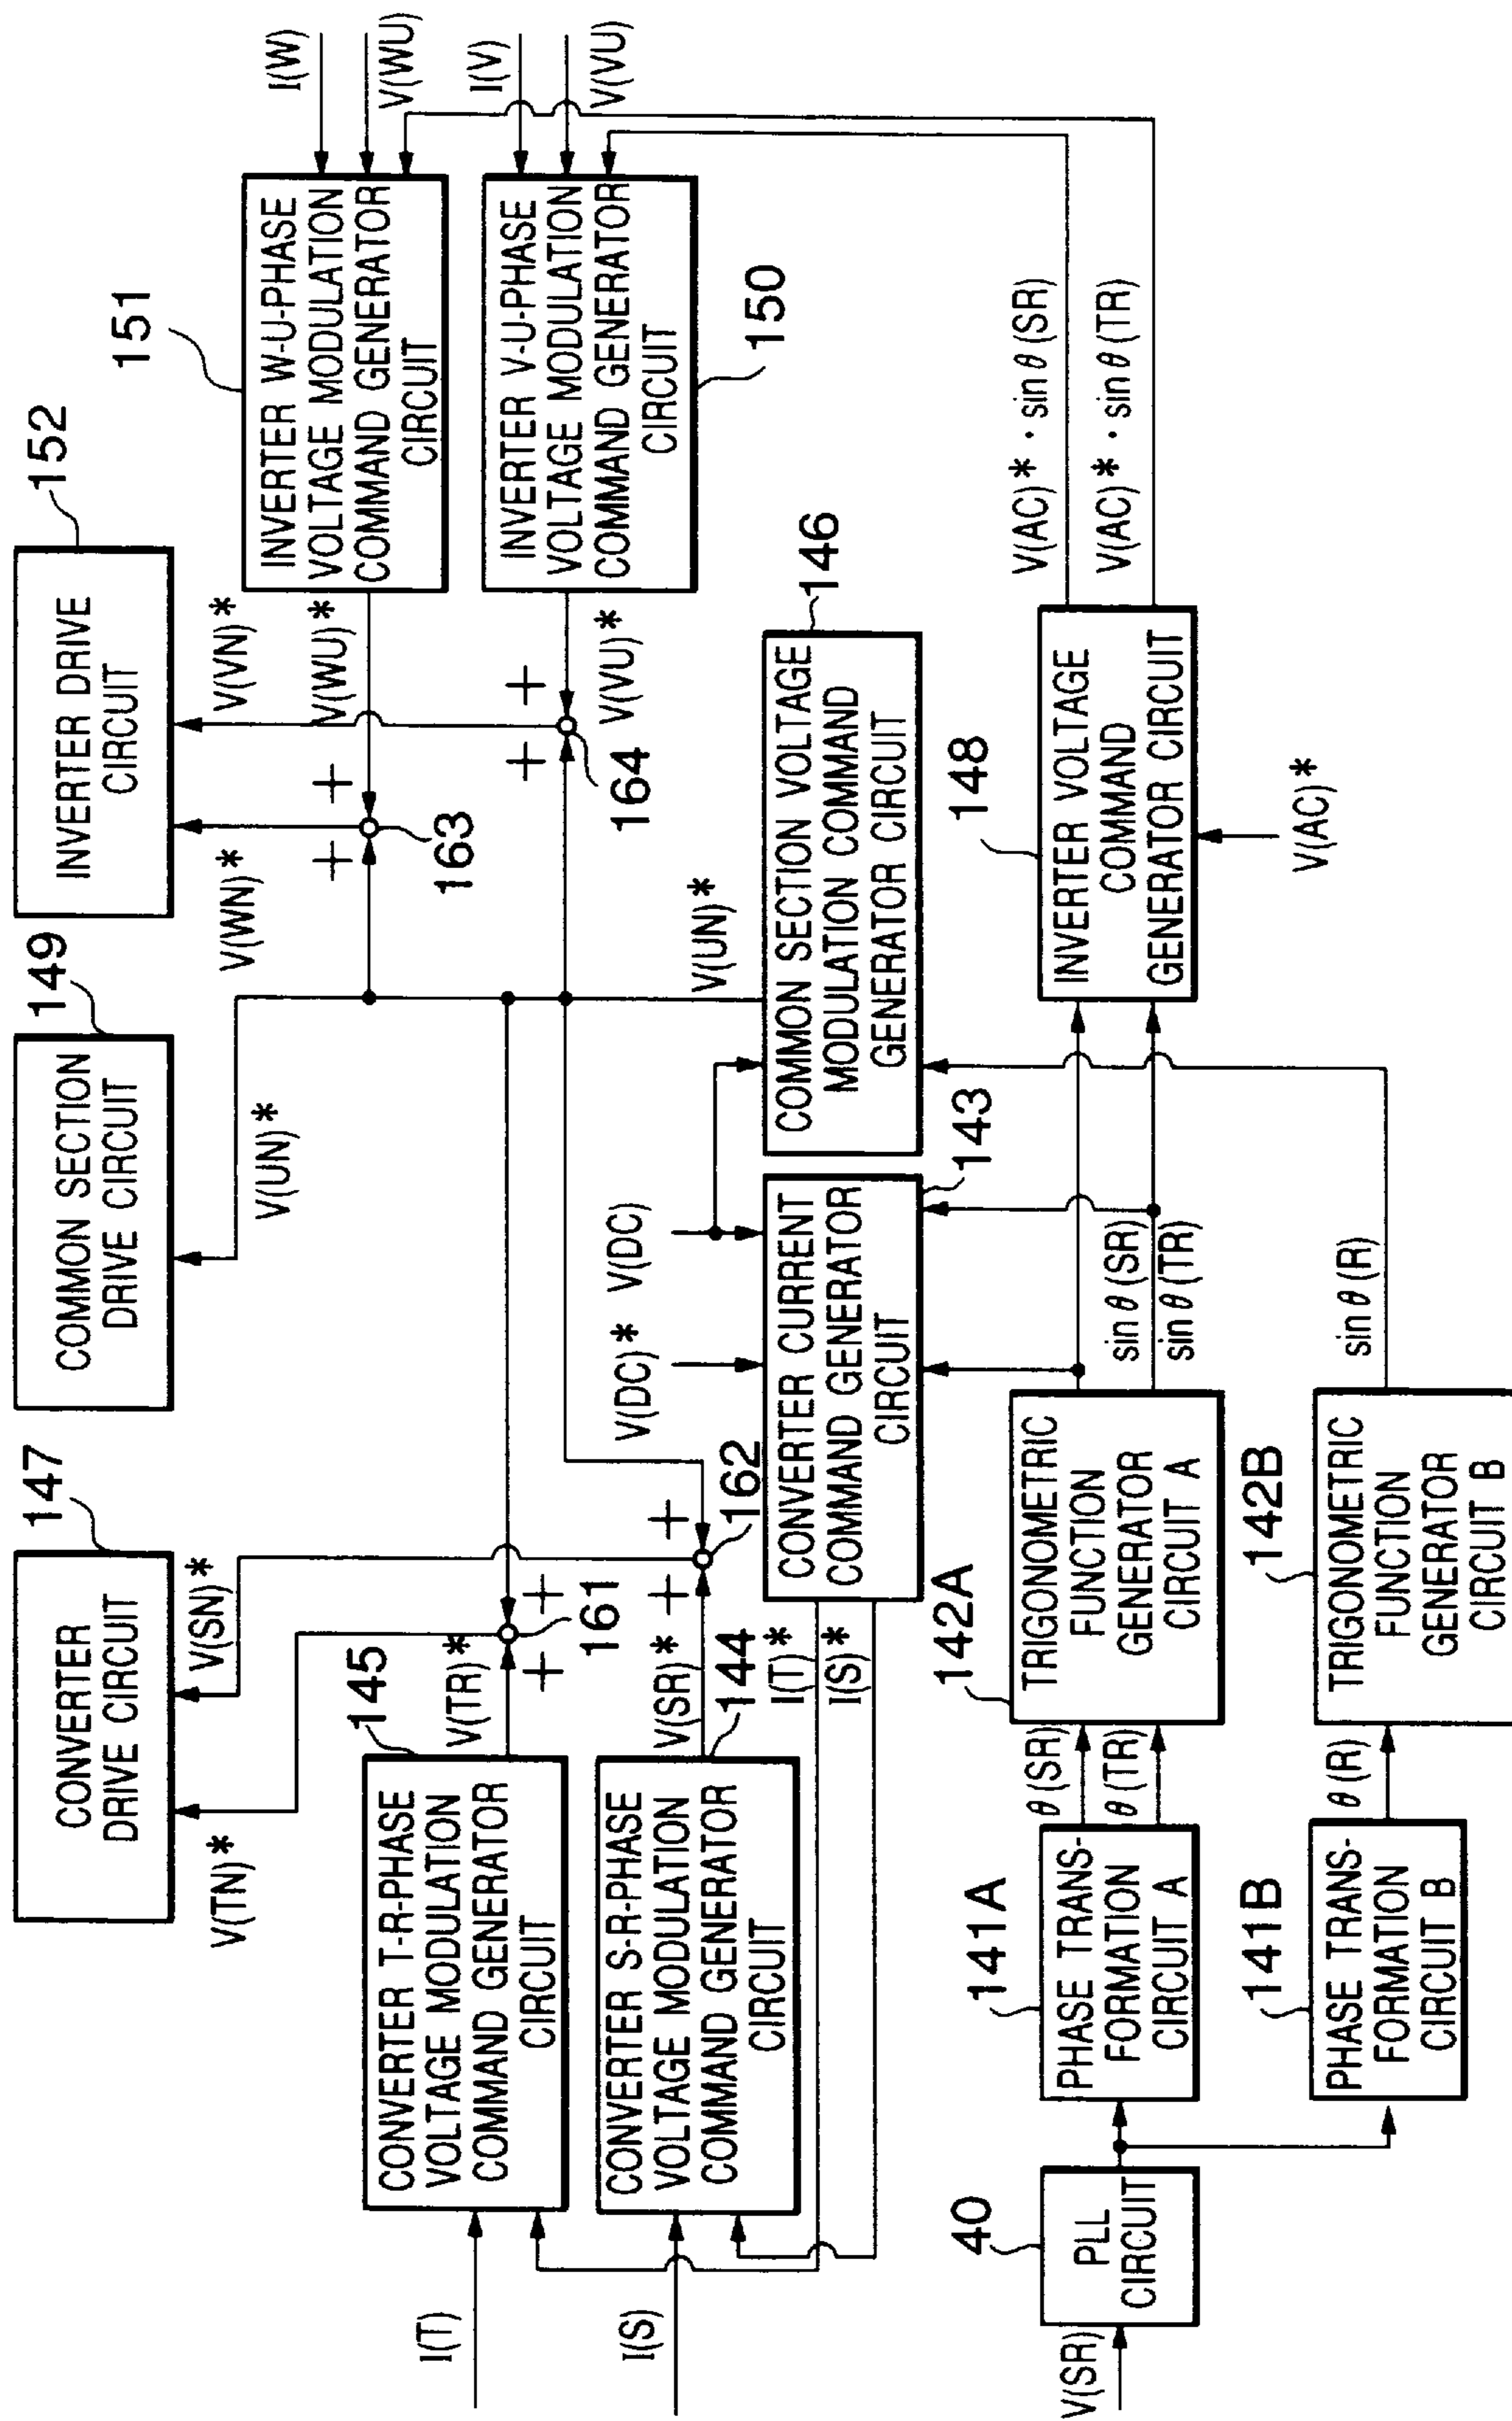 147
CONVERTER
DRIVE CIRCUIT
149
COMMON SECTION
DRIVE CIRCUIT
152
INVERTER DRIVE
CIRCUIT
V(TN)*
V(SN)*
V(UN)*
V(WN)*
V(VN)*
151
INVERTER W-U-PHASE
VOLTAGE MODULATION
COMMAND GENERATOR
CIRCUIT
I(W)
V(WU)
V(WU)*
+
+
163
145
CONVERTER T-R-PHASE
VOLTAGE MODULATION
COMMAND GENERATOR
CIRCUIT
I(T)
V(TR)*
+
+
161
INVERTER V-U-PHASE
VOLTAGE MODULATION
COMMAND GENERATOR
CIRCUIT
150
I(V)
V(VU)
V(VU)*
+
+
164
CONVERTER S-R-PHASE
VOLTAGE MODULATION
COMMAND GENERATOR
CIRCUIT
144
I(S)
V(SR)*
+
+
162
V(DC)*
V(DC)
V(UN)*
I(T)*
I(S)*
CONVERTER CURRENT
COMMAND GENERATOR
CIRCUIT
143
COMMON SECTION VOLTAGE
MODULATION COMMAND
GENERATOR CIRCUIT
146
40
PLL
CIRCUIT
V(SR)
141A
PHASE TRANS-
FORMATION
CIRCUIT A
θ(SR)
θ(TR)
142A
TRIGONOMETRIC
FUNCTION
GENERATOR
CIRCUIT A
sin θ(SR)
sin θ(TR)
148
INVERTER VOLTAGE
COMMAND
GENERATOR CIRCUIT
V(AC)*
V(AC)*・sin θ(SR)
V(AC)*・sin θ(TR)
141B
PHASE TRANS-
FORMATION
CIRCUIT B
θ(R)
142B
TRIGONOMETRIC
FUNCTION
GENERATOR
CIRCUIT B
sin θ(R)